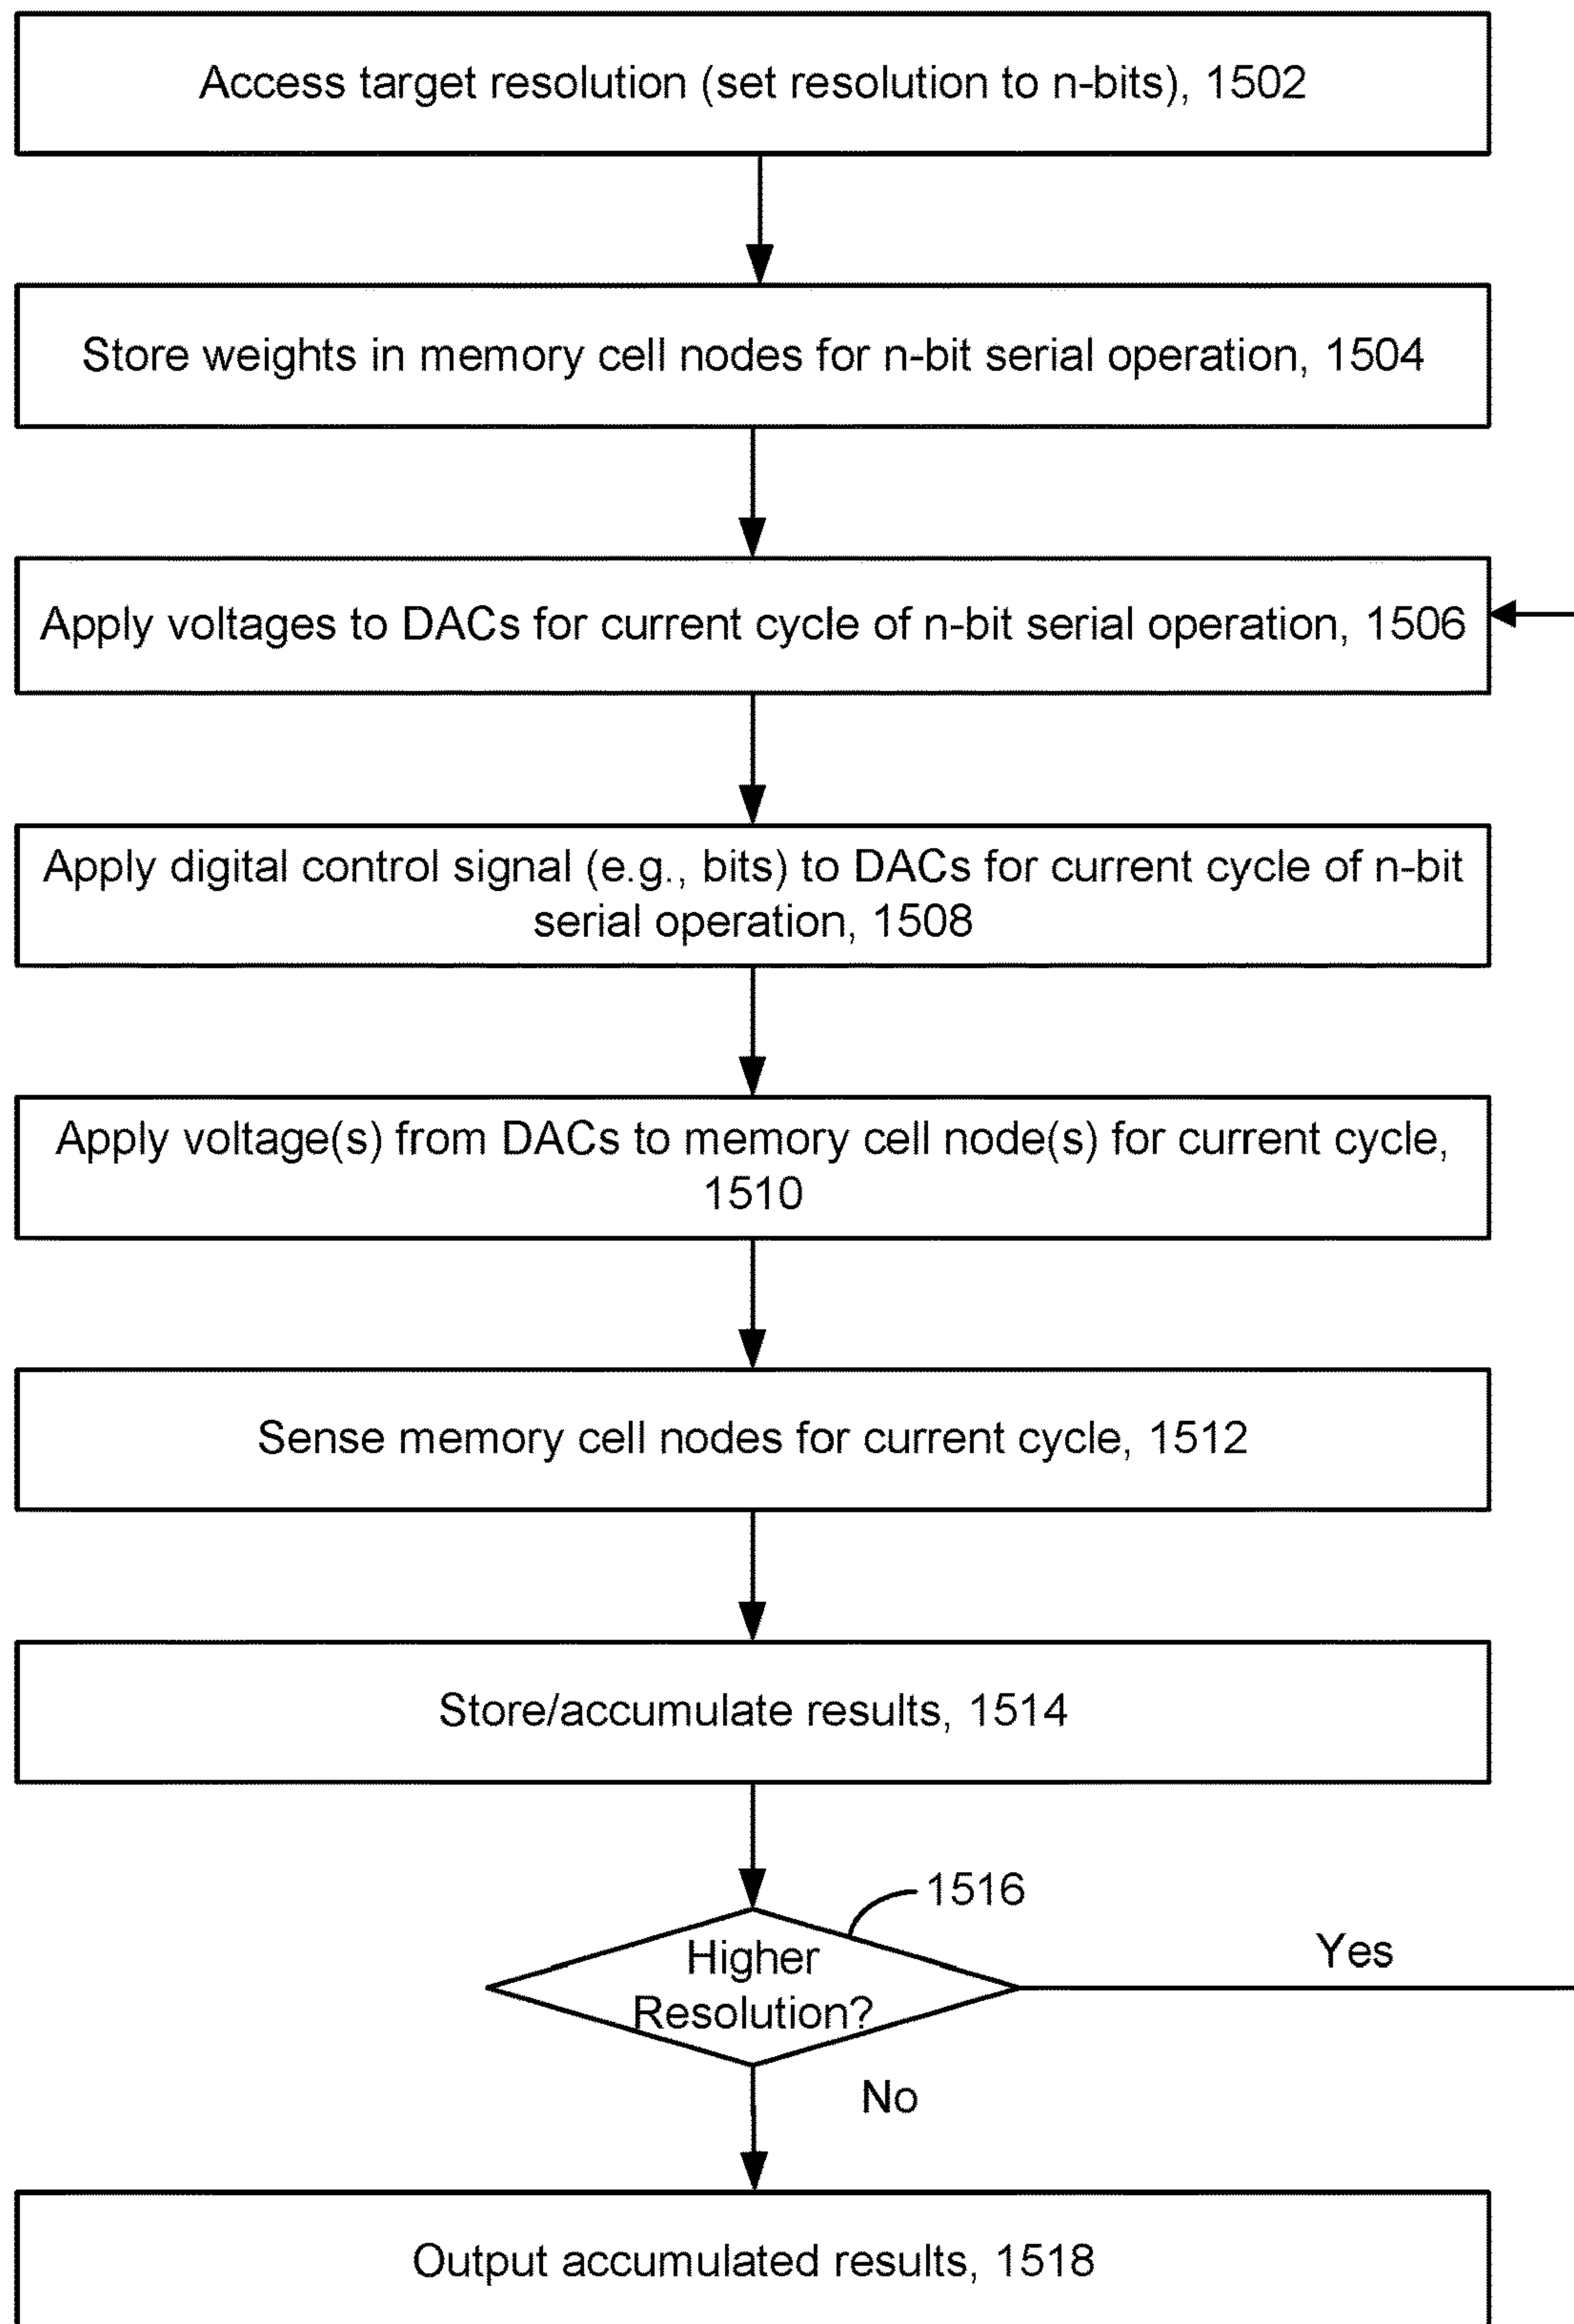 Access target resolution (set resolution to n-bits), 1502
Store weights in memory cell nodes for n-bit serial operation, 1504
Apply voltages to DACs for current cycle of n-bit serial operation, 1506
Apply digital control signal (e.g., bits) to DACs for current cycle of n-bit
serial operation, 1508
Apply voltage(s) from DACs to memory cell node(s) for current cycle,
1510
Sense memory cell nodes for current cycle, 1512
Store/accumulate results, 1514
1516
Higher
Resolution?
Yes
No
Output accumulated results, 1518